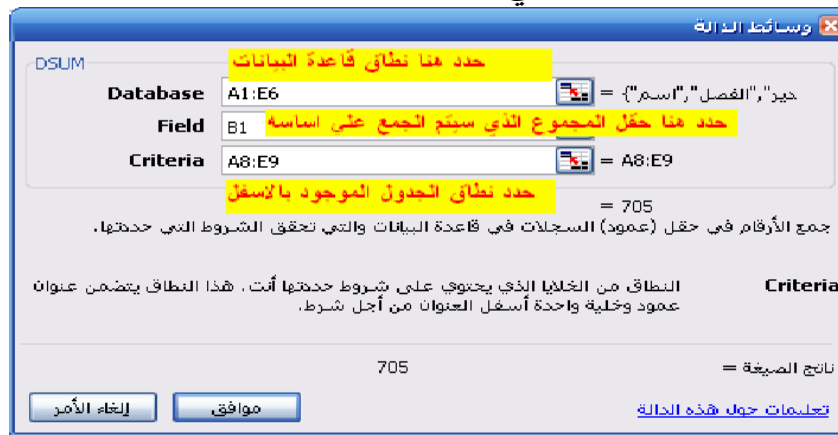 وسائط الدالة
DSUM
حدد هنا نطاق قاعدة البيانات
Database A1:E6 = {"اسم","الفصل","دير
Field B1 حدد هنا حقل المجموع الذي سيتم الجمع على اساسه
Criteria A8:E9 = A8:E9
حدد نطاق الجدول الموجود بالاسفل
= 705
جمع الأرقام في حقل (عمود) السجلات في قاعدة البيانات والتي تحقق الشروط التي حددتها.
Criteria النطاق من الخلايا الذي يحتوي على شروط حددتها أنت. هذا النطاق يتضمن عنوان
عمود وخلية واحدة أسفل العنوان من أجل شرط.
ناتج الصيغة = 705
تعليمات حول هذه الدالة
موافق
إلغاء الأمر